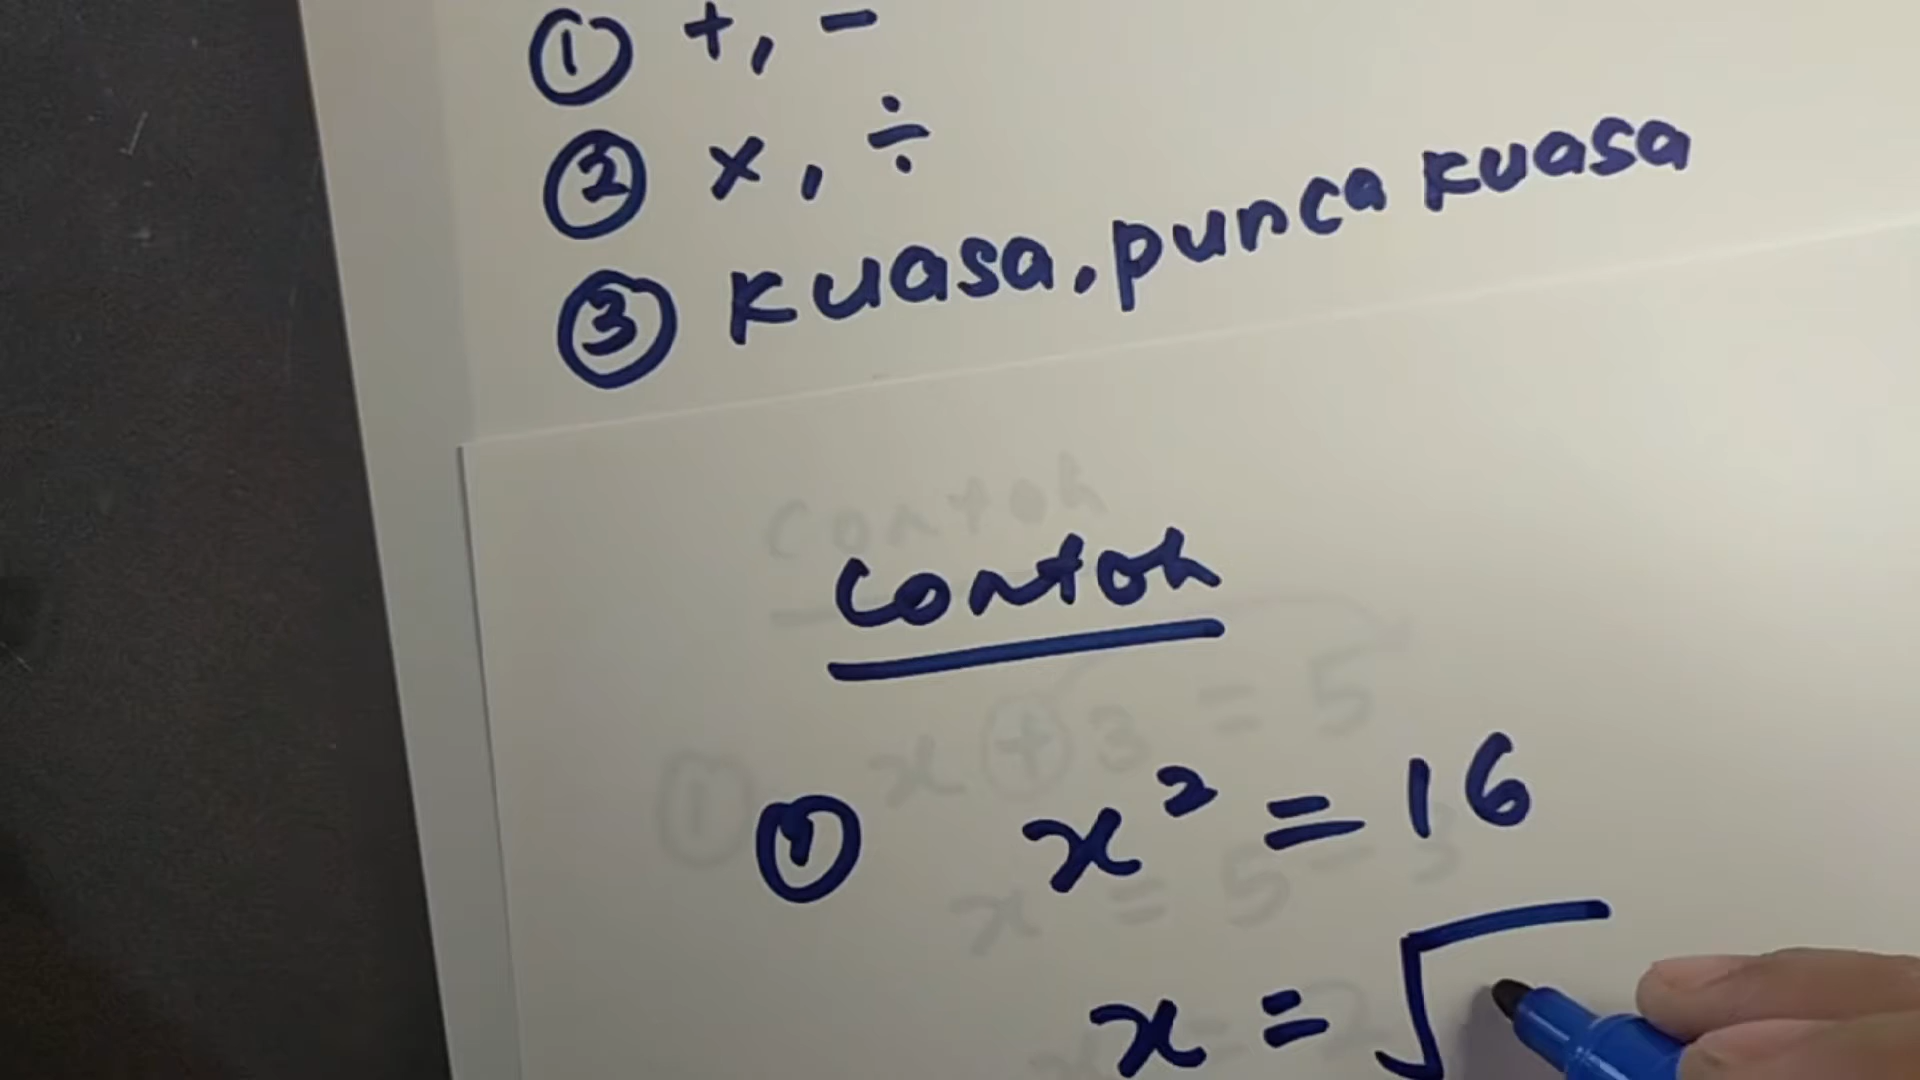 ① +, -
② ×, ÷
③ Kuasa, punca kuasa
Contoh
① x² = 16
x = √